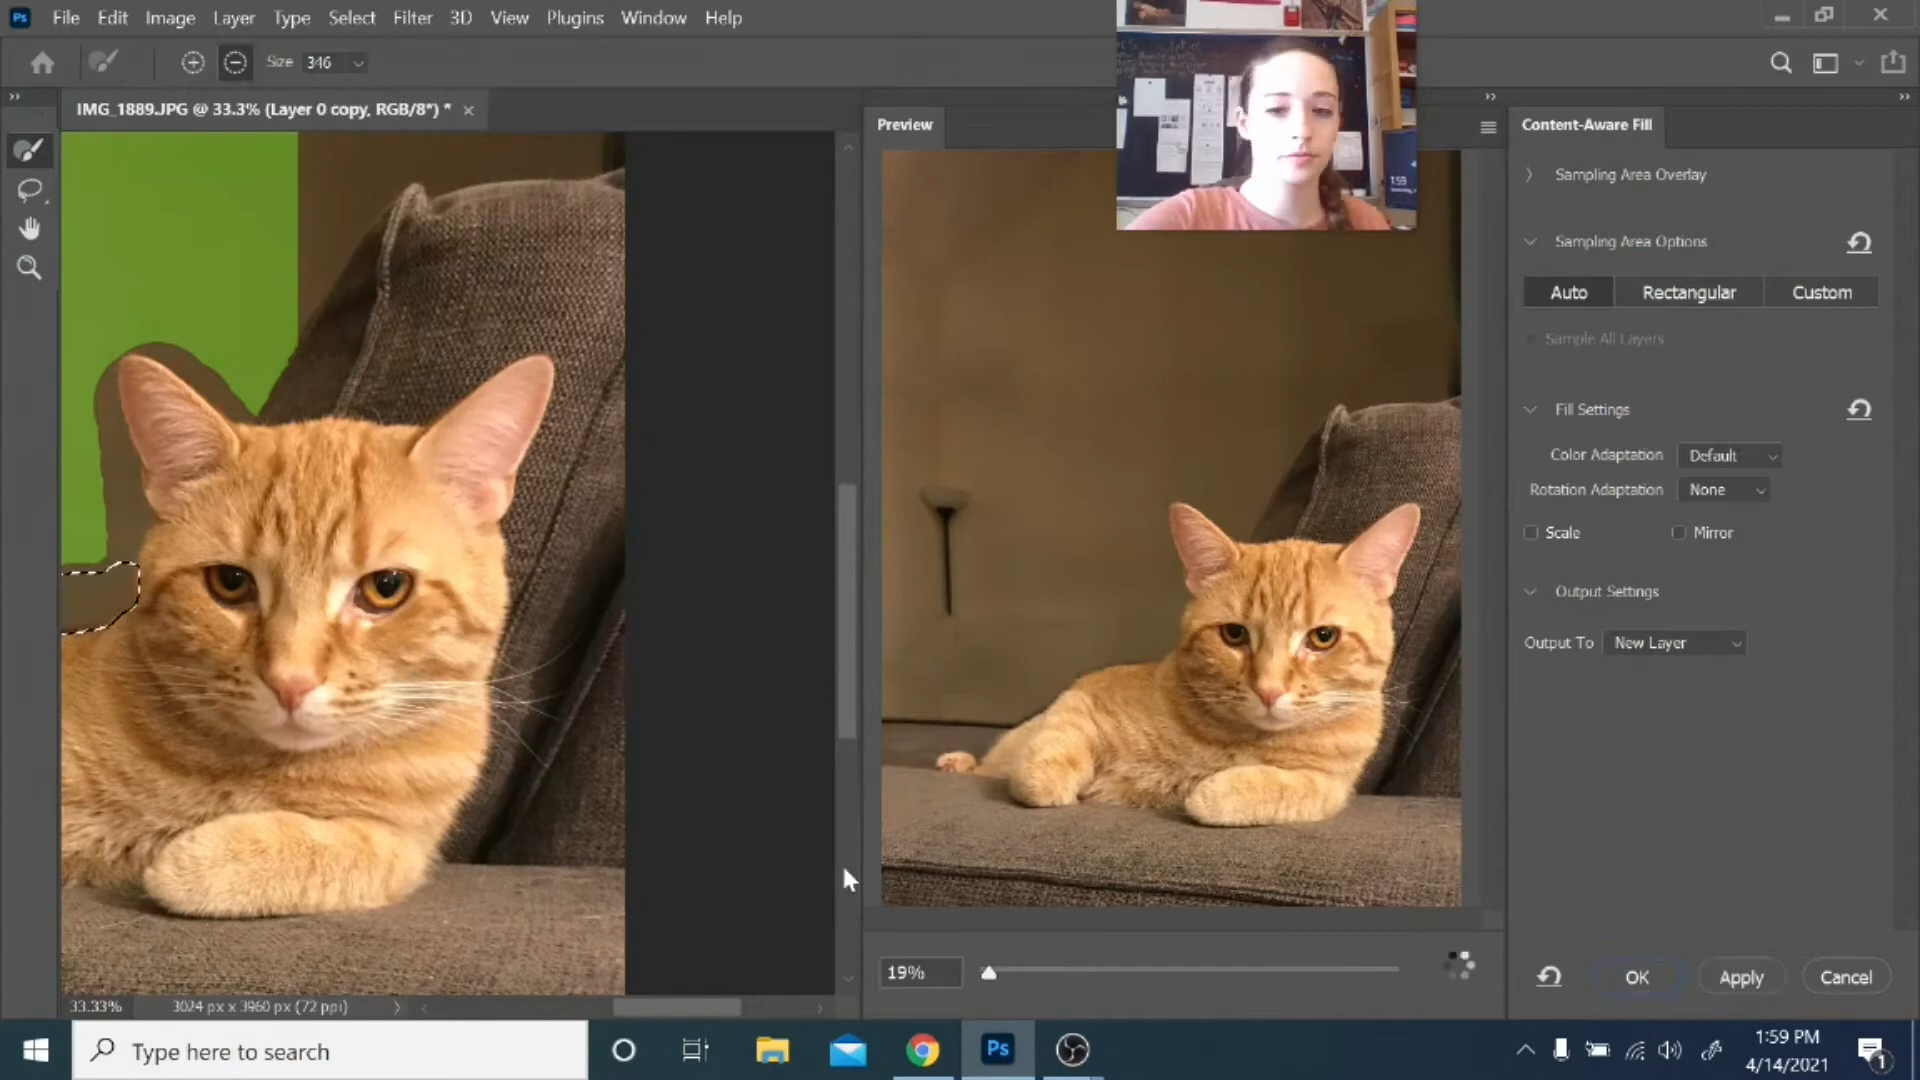 Ps File Edit Image Layer Type Select Filter 3D View Plugins Window Help
Size 346
IMG_1889.JPG @ 33.3% (Layer 0 copy, RGB/8*) *
Preview
Content-Aware Fill
Sampling Area Overlay
Sampling Area Options
Auto Rectangular Custom
Sample All Layers
Fill Settings
Color Adaptation Default
Rotation Adaptation None
Scale Mirror
Output Settings
Output To New Layer
19%
OK Apply Cancel
33.33% 3024 px x 3960 px (72 ppi)
Type here to search
Ps
1:59 PM
4/14/2021
1
1:59